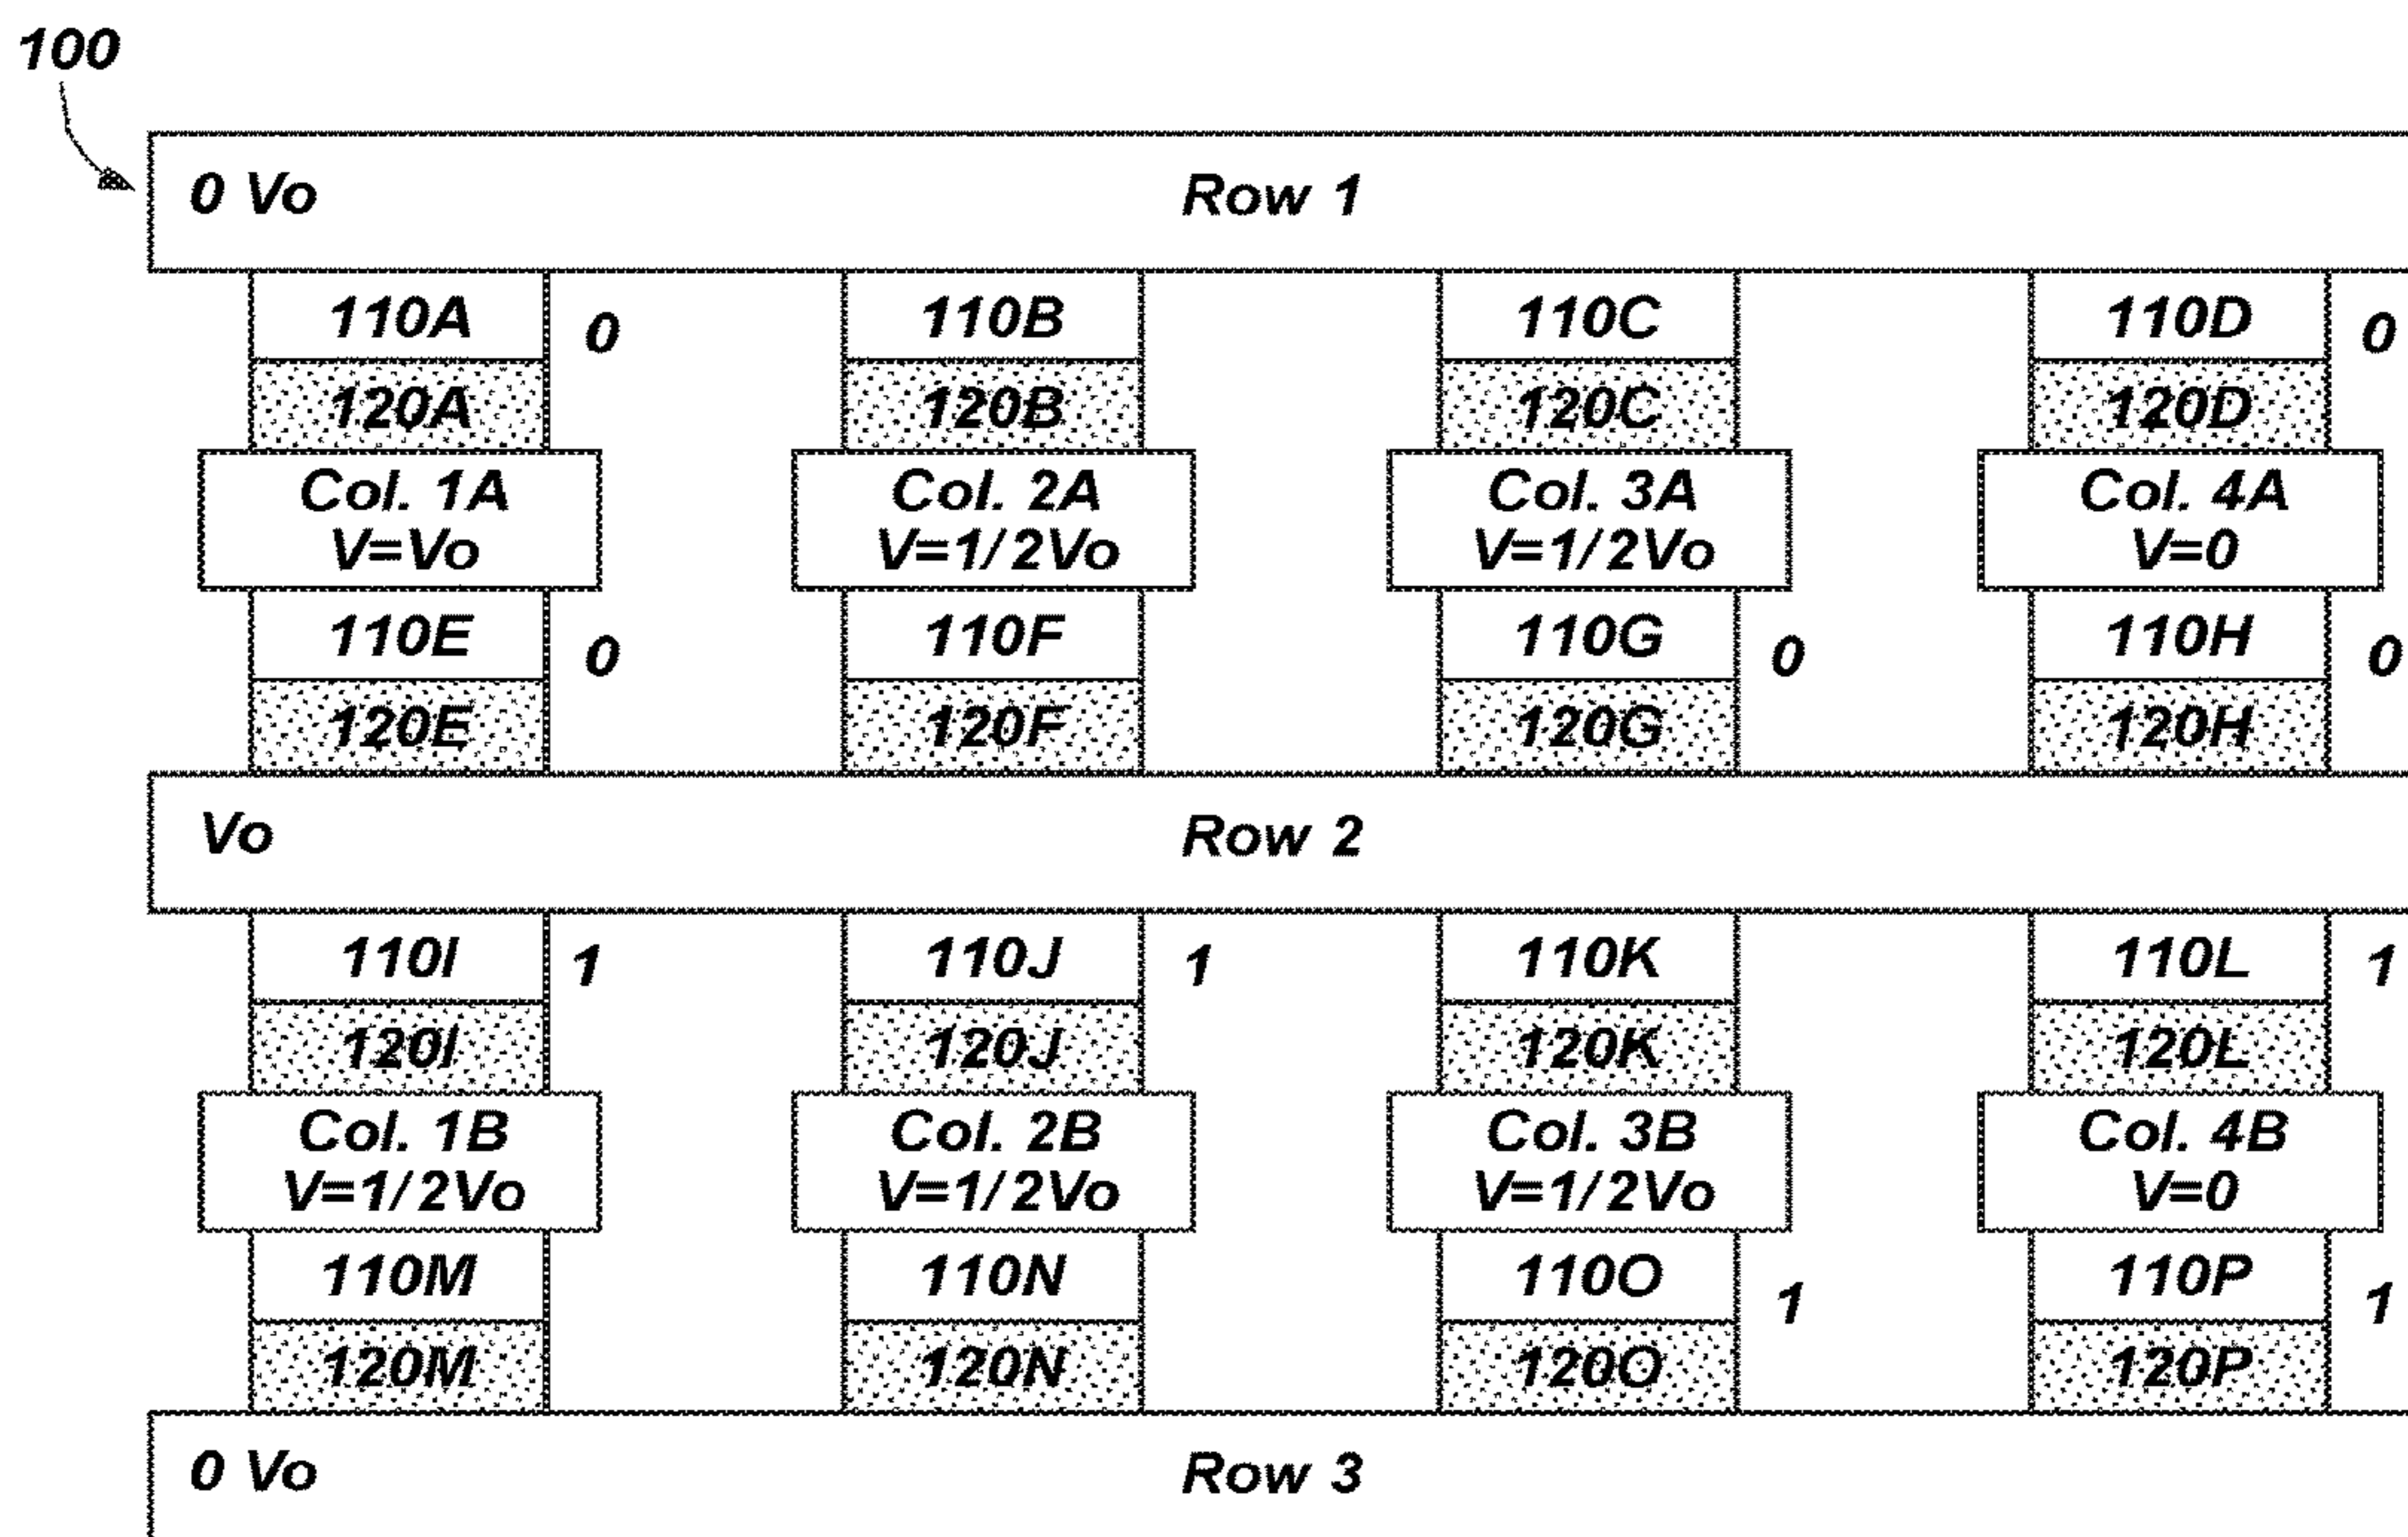 100
0 Vo Row 1
110A 0 110B 110C 110D 0
120A 120B 120C 120D
Col. 1A Col. 2A Col. 3A Col. 4A
V=Vo V=1/2Vo V=1/2Vo V=0
110E 0 110F 110G 0 110H 0
120E 120F 120G 120H
Vo Row 2
110I 1 110J 1 110K 110L 1
120I 120J 120K 120L
Col. 1B Col. 2B Col. 3B Col. 4B
V=1/2Vo V=1/2Vo V=1/2Vo V=0
110M 110N 110O 1 110P 1
120M 120N 120O 120P
0 Vo Row 3